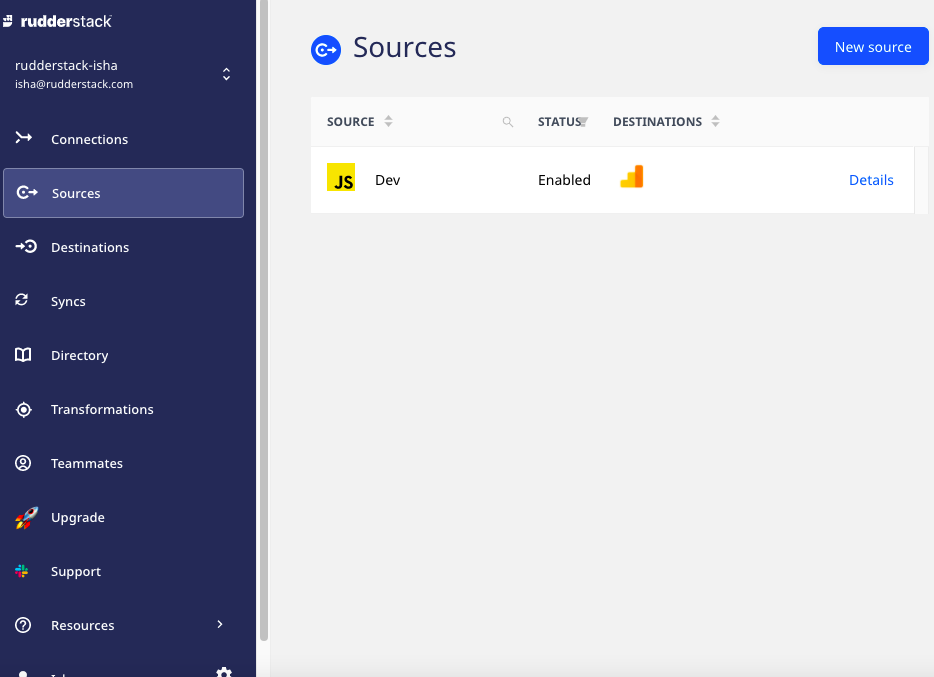 rudderstack
rudderstack-isha
isha@rudderstack.com
Connections
Sources
Destinations
Syncs
Directory
Transformations
Teammates
Upgrade
Support
Resources
Sources
New source
SOURCE STATUS DESTINATIONS
JS Dev Enabled Details